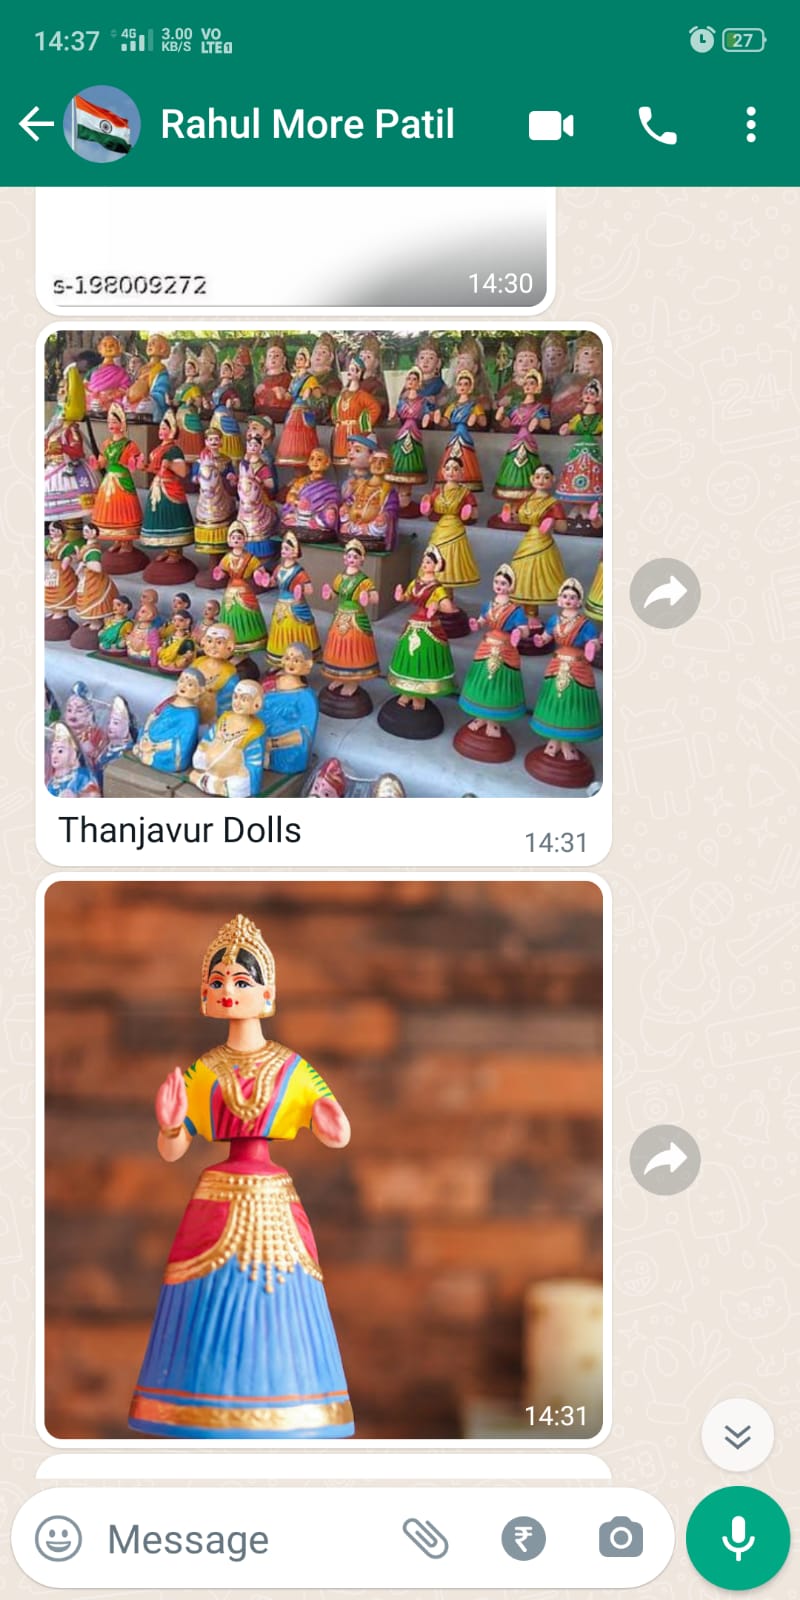 14:37 4G 3.00 KB/S VO LTE 27
Rahul More Patil
s-198009272 14:30
Thanjavur Dolls
14:31
14:31
Message